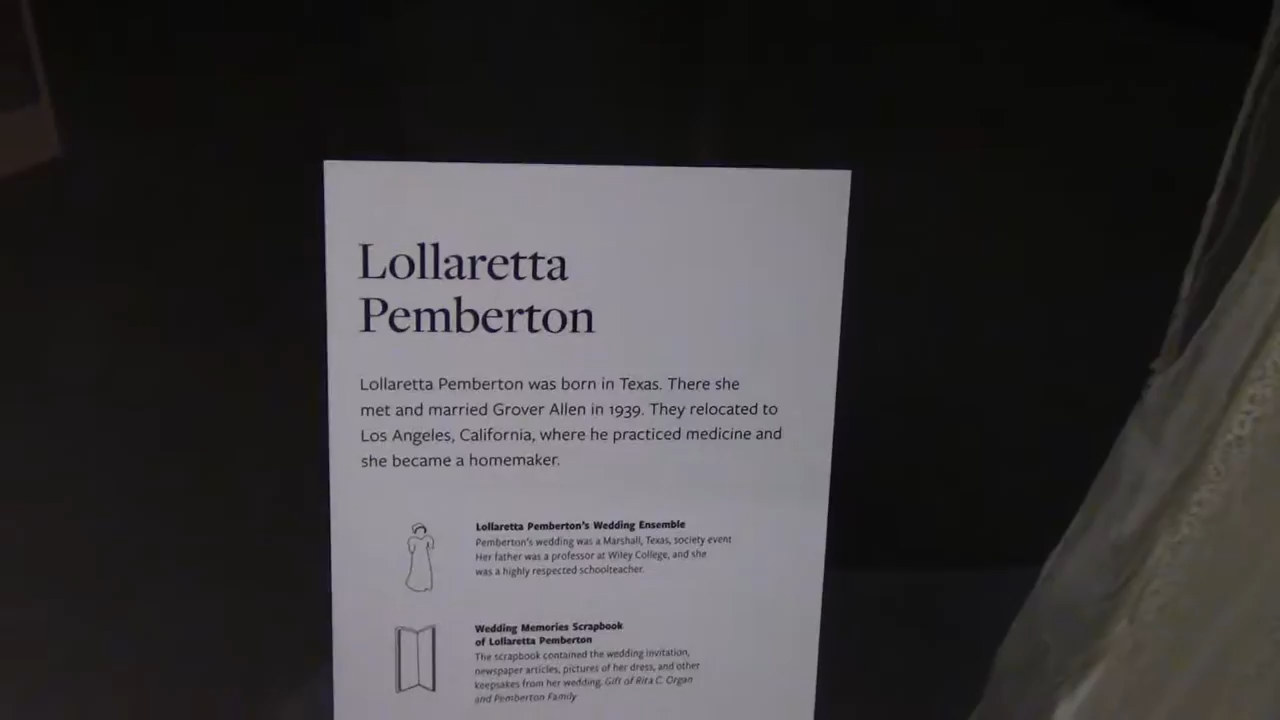 Lollaretta
Pemberton
Lollaretta Pemberton was born in Texas. There she
met and married Grover Allen in 1939. They relocated to
Los Angeles, California, where he practiced medicine and
she became a homemaker.
Lollaretta Pemberton's Wedding Ensemble
Pemberton's wedding was a Marshall, Texas, society event
Her father was a professor at Wiley College, and she
was a highly respected schoolteacher.
Wedding Memories Scrapbook
of Lollaretta Pemberton
The scrapbook contained the wedding invitation,
newspaper articles, pictures of her dress, and other
keepsakes from her wedding. Gift of Rita C. Organ
and Pemberton Family